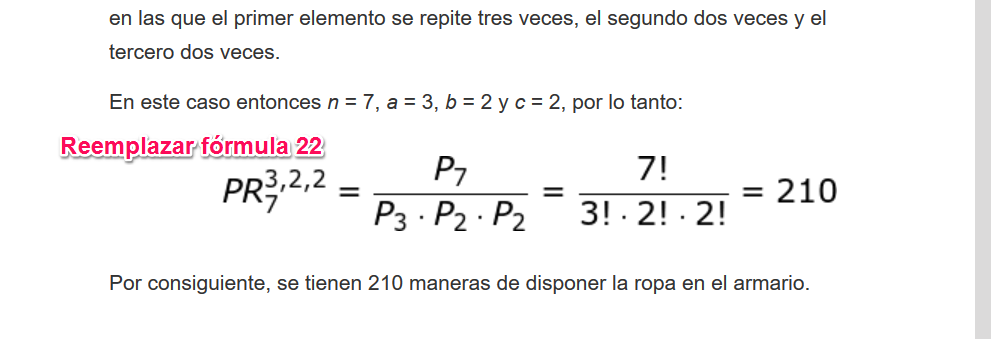 en las que el primer elemento se repite tres veces, el segundo dos veces y el
tercero dos veces.
En este caso entonces n = 7, a = 3, b = 2 y c = 2, por lo tanto:
Reemplazar fórmula 22
PR₇³,²,² = P₇ / (P₃ · P₂ · P₂) = 7! / (3! · 2! · 2!) = 210
Por consiguiente, se tienen 210 maneras de disponer la ropa en el armario.